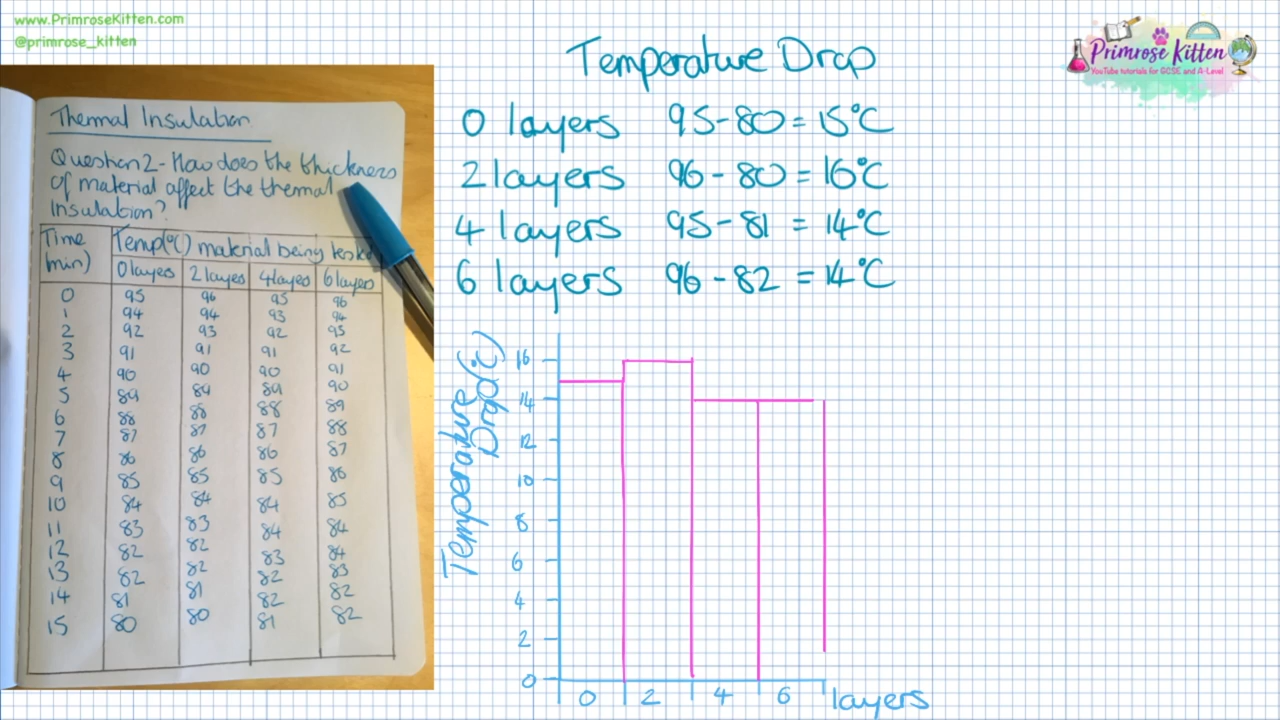 www.PrimroseKitten.com
@primrose_kitten
Primrose Kitten
YouTube tutorials for GCSE and A-Level
Thermal Insulation
Question 2 - How does the thickness
of material affect the thermal
Insulation?
Time min) Temp(°C) material being tested
0 layers 2 layes 4 layes 6 layers
0 95 96 95 96
1 94 94 93 94
2 92 93 92 93
3 91 91 91 92
4 90 90 90 91
5 89 89 89 90
6 88 88 88 89
7 87 87 87 88
8 86 86 86 87
9 85 85 85 86
10 84 84 84 85
11 83 83 84 84
12 82 82 83 84
13 82 82 82 83
14 81 81 82 82
15 80 80 81 82
Temperature Drop
0 layers 95-80=15°C
2 layers 96-80=16°C
4 layers 95-81 = 14°C
6 layers 96-82 = 14°C
Temperature
Drop(°C)
16
14
12
10
8
6
4
2
0
0 2 4 6 layers